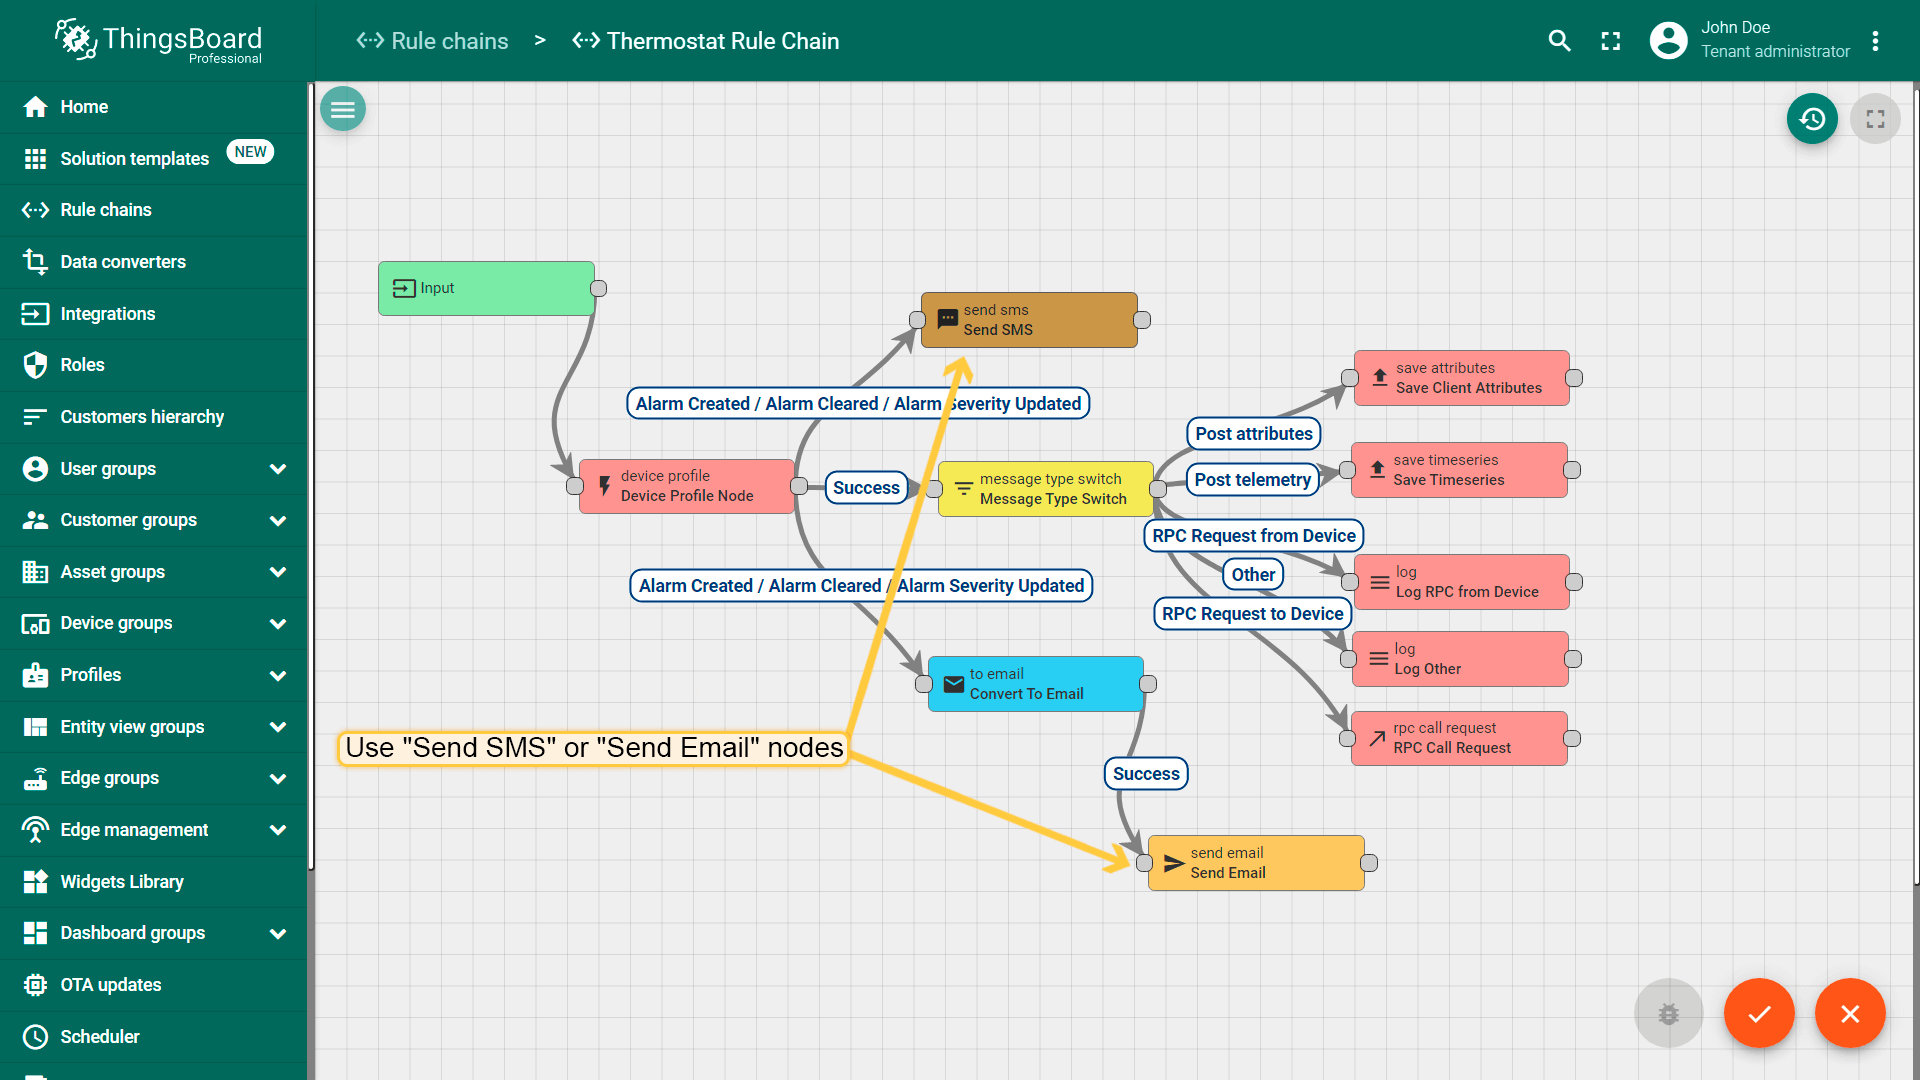 ThingsBoard
Professional
Rule chains > Thermostat Rule Chain
John Doe
Tenant administrator
Home
Solution templates NEW
Rule chains
Data converters
Integrations
Roles
Customers hierarchy
User groups
Customer groups
Asset groups
Device groups
Profiles
Entity view groups
Edge groups
Edge management
Widgets Library
Dashboard groups
OTA updates
Scheduler
Input
send sms
Send SMS
Alarm Created / Alarm Cleared / Alarm Severity Updated
device profile
Device Profile Node
Success
message type switch
Message Type Switch
Alarm Created / Alarm Cleared / Alarm Severity Updated
to email
Convert To Email
Use "Send SMS" or "Send Email" nodes
Success
send email
Send Email
Post attributes
Post telemetry
RPC Request from Device
Other
RPC Request to Device
save attributes
Save Client Attributes
save timeseries
Save Timeseries
log
Log RPC from Device
log
Log Other
rpc call request
RPC Call Request